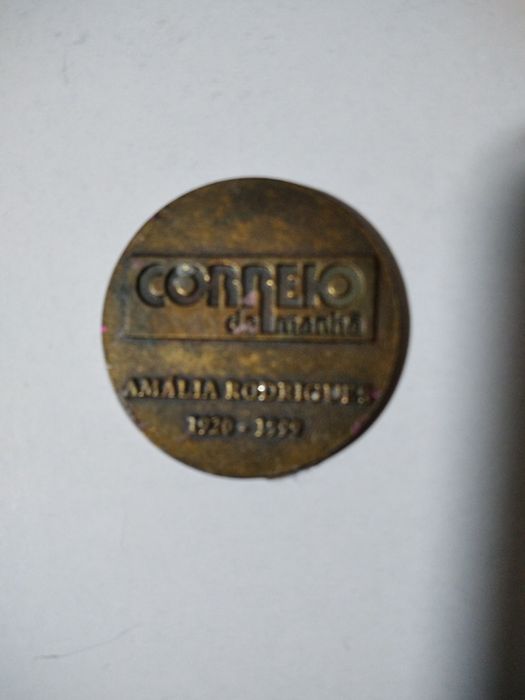 CORREIO
da manhã
AMÁLIA RODRIGUES
1920 - 1999